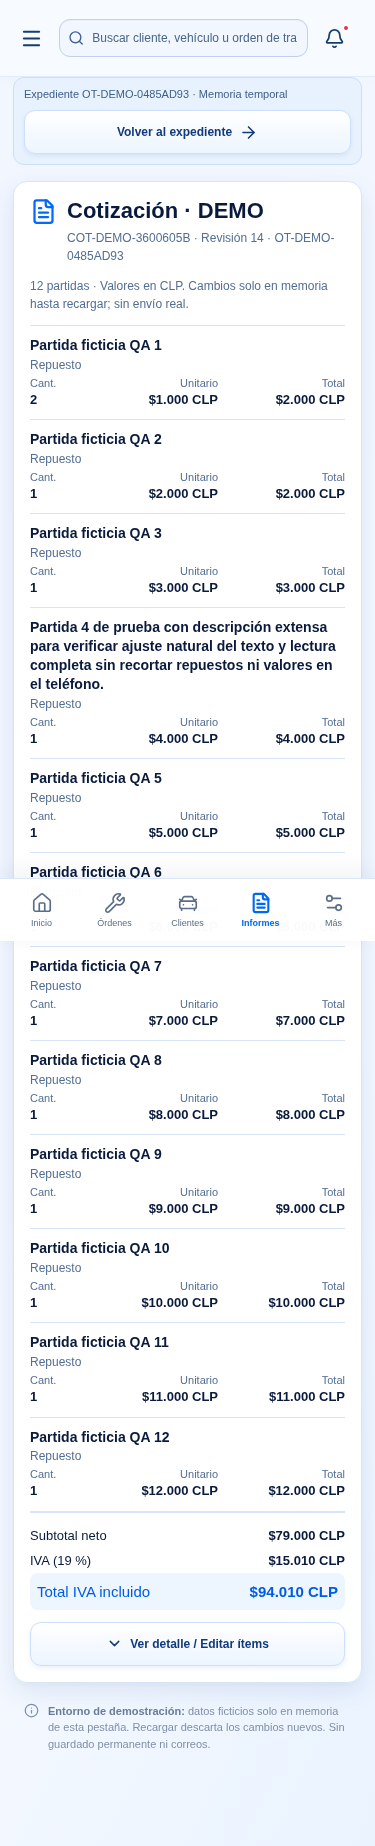 Buscar cliente, vehículo u orden de tra
Expediente OT-DEMO-0485AD93 · Memoria temporal
Volver al expediente
Cotización · DEMO
COT-DEMO-3600605B · Revisión 14 · OT-DEMO-
0485AD93
12 partidas · Valores en CLP. Cambios solo en memoria
hasta recargar; sin envío real.
Partida ficticia QA 1
Repuesto
Cant. Unitario Total
2 $1.000 CLP $2.000 CLP
Partida ficticia QA 2
Repuesto
Cant. Unitario Total
1 $2.000 CLP $2.000 CLP
Partida ficticia QA 3
Repuesto
Cant. Unitario Total
1 $3.000 CLP $3.000 CLP
Partida 4 de prueba con descripción extensa
para verificar ajuste natural del texto y lectura
completa sin recortar repuestos ni valores en
el teléfono.
Repuesto
Cant. Unitario Total
1 $4.000 CLP $4.000 CLP
Partida ficticia QA 5
Repuesto
Cant. Unitario Total
1 $5.000 CLP $5.000 CLP
Partida ficticia QA 6
Inicio Órdenes Clientes Informes Más
Partida ficticia QA 7
Repuesto
Cant. Unitario Total
1 $7.000 CLP $7.000 CLP
Partida ficticia QA 8
Repuesto
Cant. Unitario Total
1 $8.000 CLP $8.000 CLP
Partida ficticia QA 9
Repuesto
Cant. Unitario Total
1 $9.000 CLP $9.000 CLP
Partida ficticia QA 10
Repuesto
Cant. Unitario Total
1 $10.000 CLP $10.000 CLP
Partida ficticia QA 11
Repuesto
Cant. Unitario Total
1 $11.000 CLP $11.000 CLP
Partida ficticia QA 12
Repuesto
Cant. Unitario Total
1 $12.000 CLP $12.000 CLP
Subtotal neto $79.000 CLP
IVA (19 %) $15.010 CLP
Total IVA incluido $94.010 CLP
Ver detalle / Editar ítems
Entorno de demostración: datos ficticios solo en memoria
de esta pestaña. Recargar descarta los cambios nuevos. Sin
guardado permanente ni correos.